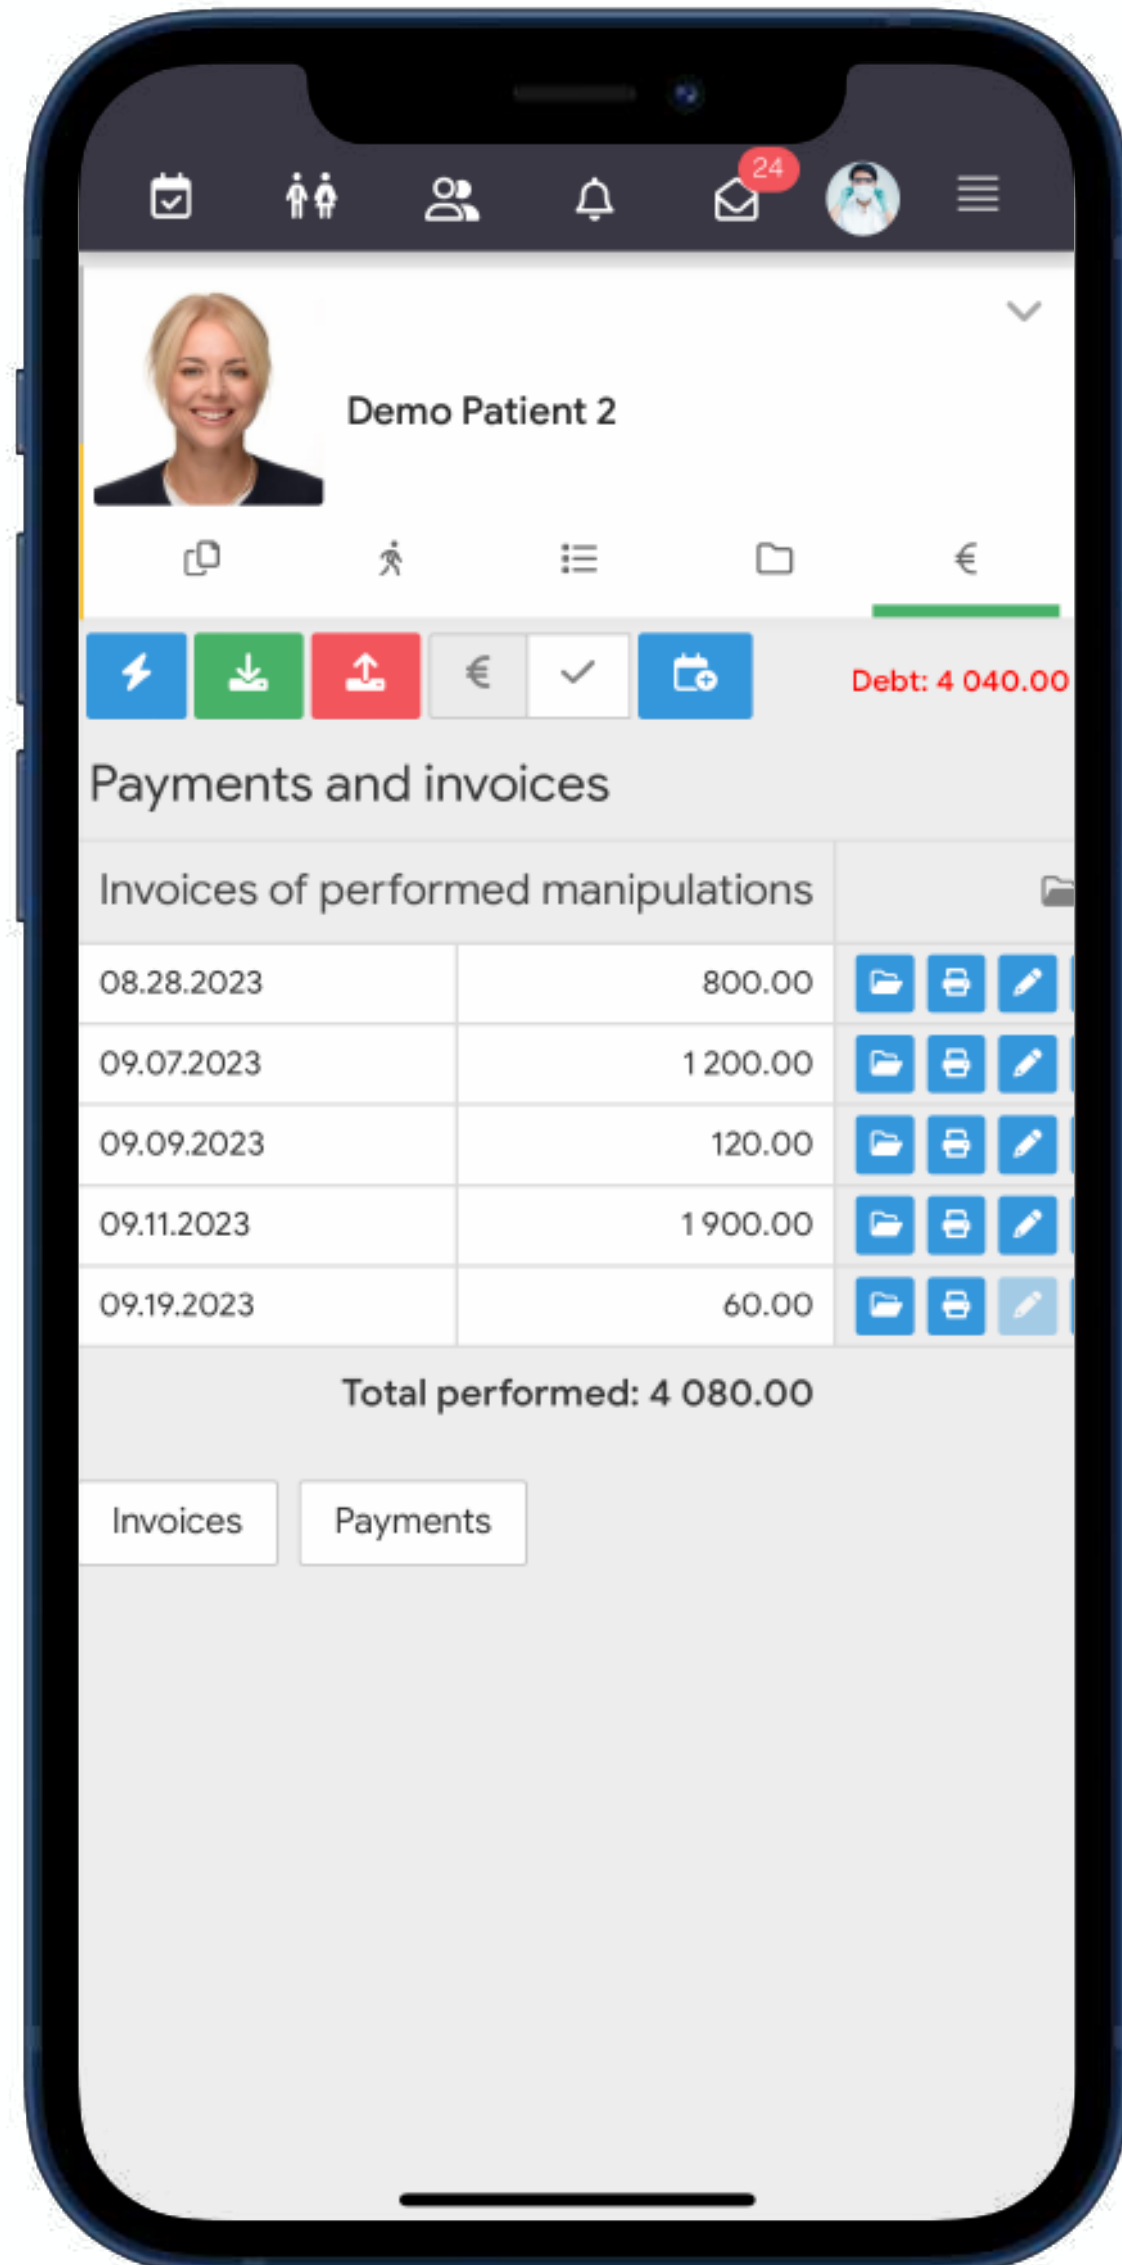 24
Demo Patient 2
€
€
Debt: 4 040.00
Payments and invoices
Invoices of performed manipulations
08.28.2023 800.00
09.07.2023 1 200.00
09.09.2023 120.00
09.11.2023 1 900.00
09.19.2023 60.00
Total performed: 4 080.00
Invoices Payments